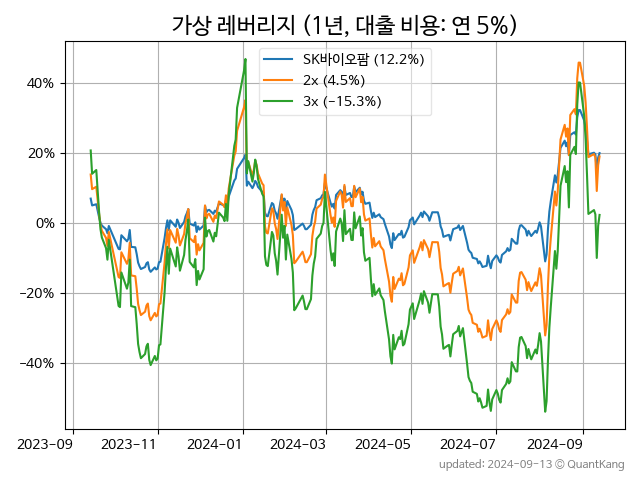 가상 레버리지 (1년, 대출 비용: 연 5%)
SK바이오팜 (12.2%)
2x (4.5%)
3x (−15.3%)
40%
20%
0%
−20%
−40%
2023-09 2023-11 2024-01 2024-03 2024-05 2024-07 2024-09
updated: 2024-09-13 © QuantKang